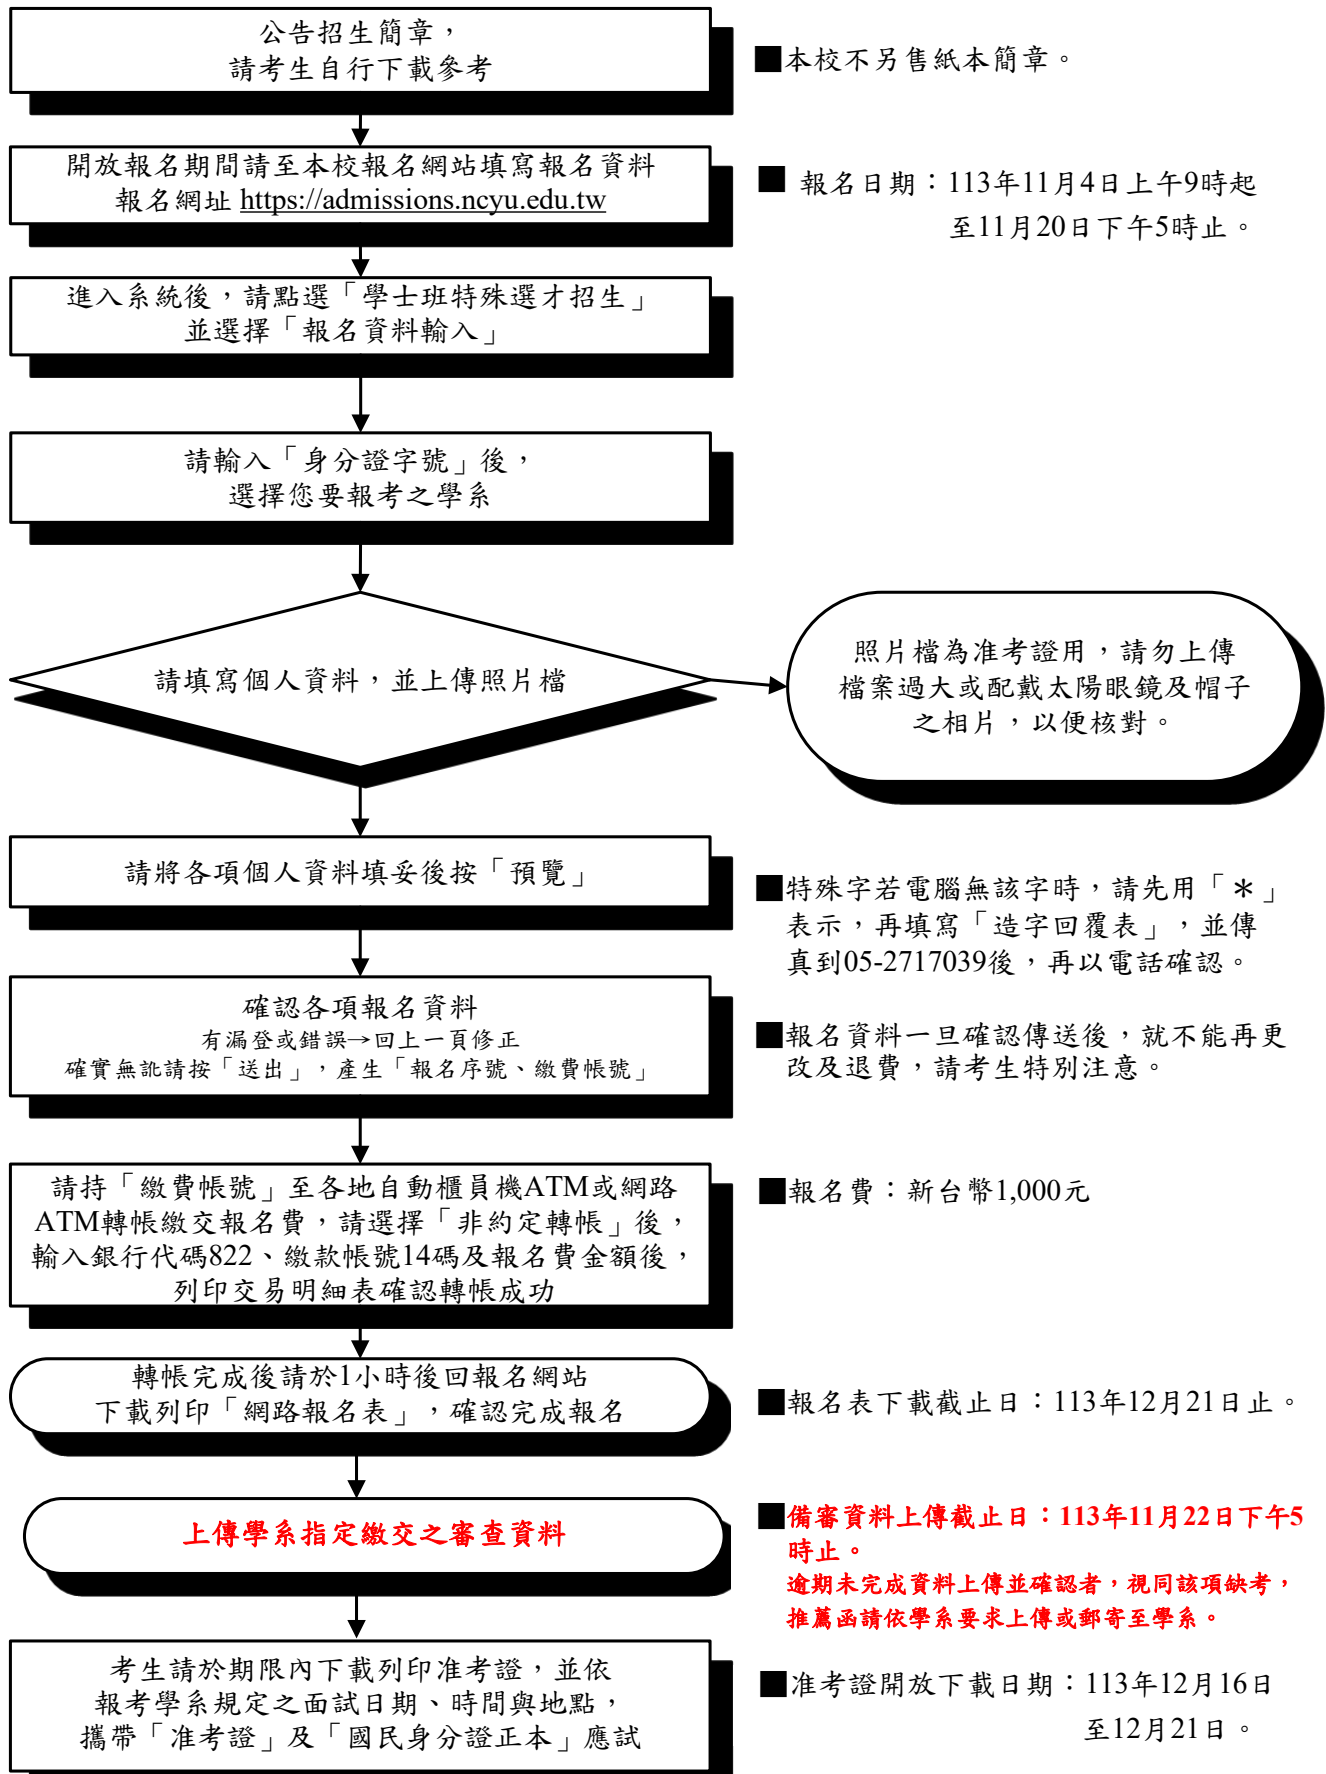 公告招生簡章，
請考生自行下載參考
■本校不另售紙本簡章。
開放報名期間請至本校報名網站填寫報名資料
報名網址 https://admissions.ncyu.edu.tw
■ 報名日期：113年11月4日上午9時起
至11月20日下午5時止。
進入系統後，請點選「學士班特殊選才招生」
並選擇「報名資料輸入」
請輸入「身分證字號」後，
選擇您要報考之學系
請填寫個人資料，並上傳照片檔
照片檔為准考證用，請勿上傳
檔案過大或配戴太陽眼鏡及帽子
之相片，以便核對。
請將各項個人資料填妥後按「預覽」
■特殊字若電腦無該字時，請先用「＊」
表示，再填寫「造字回覆表」，並傳
真到05-2717039後，再以電話確認。
確認各項報名資料
有漏登或錯誤→回上一頁修正
確實無訛請按「送出」，產生「報名序號、繳費帳號」
■報名資料一旦確認傳送後，就不能再更
改及退費，請考生特別注意。
請持「繳費帳號」至各地自動櫃員機ATM或網路
ATM轉帳繳交報名費，請選擇「非約定轉帳」後，
輸入銀行代碼822、繳款帳號14碼及報名費金額後，
列印交易明細表確認轉帳成功
■報名費：新台幣1,000元
轉帳完成後請於1小時後回報名網站
下載列印「網路報名表」，確認完成報名
■報名表下載截止日：113年12月21日止。
上傳學系指定繳交之審查資料
■備審資料上傳截止日：113年11月22日下午5
時止。
逾期未完成資料上傳並確認者，視同該項缺考，
推薦函請依學系要求上傳或郵寄至學系。
考生請於期限內下載列印准考證，並依
報考學系規定之面試日期、時間與地點，
攜帶「准考證」及「國民身分證正本」應試
■准考證開放下載日期：113年12月16日
至12月21日。